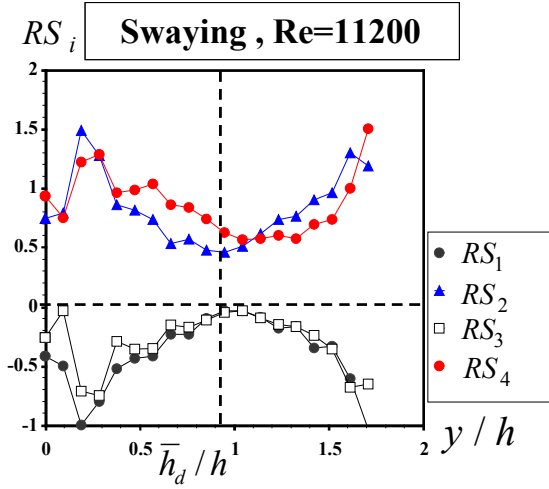 RS i
Swaying , Re=11200
2
1.5
1
0.5
0
-0.5
-1
0
0.5
1
1.5
2
h̅d / h
y / h
RS1
RS2
RS3
RS4